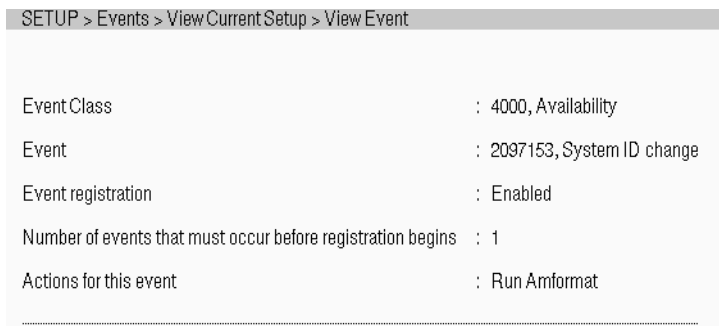 SETUP > Events > View Current Setup > View Event
Event Class : 4000, Availability
Event : 2097153, System ID change
Event registration : Enabled
Number of events that must occur before registration begins : 1
Actions for this event : Run Amformat